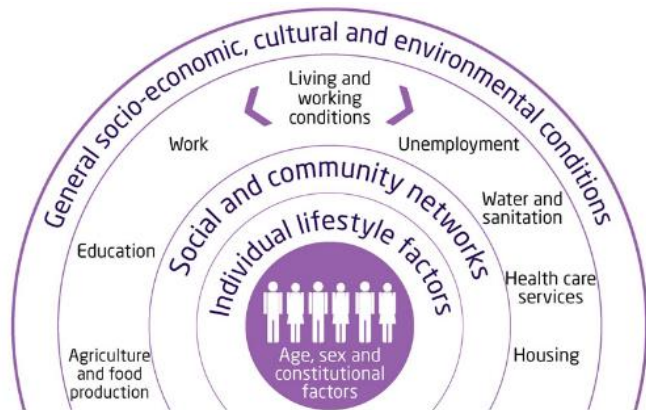 General socio-economic, cultural and environmental conditions
Living and
working
conditions
Work
Unemployment
Social and community networks
Water and
sanitation
Individual lifestyle factors
Education
Health care
services
Agriculture
and food
production
Housing
Age, sex and
constitutional
factors